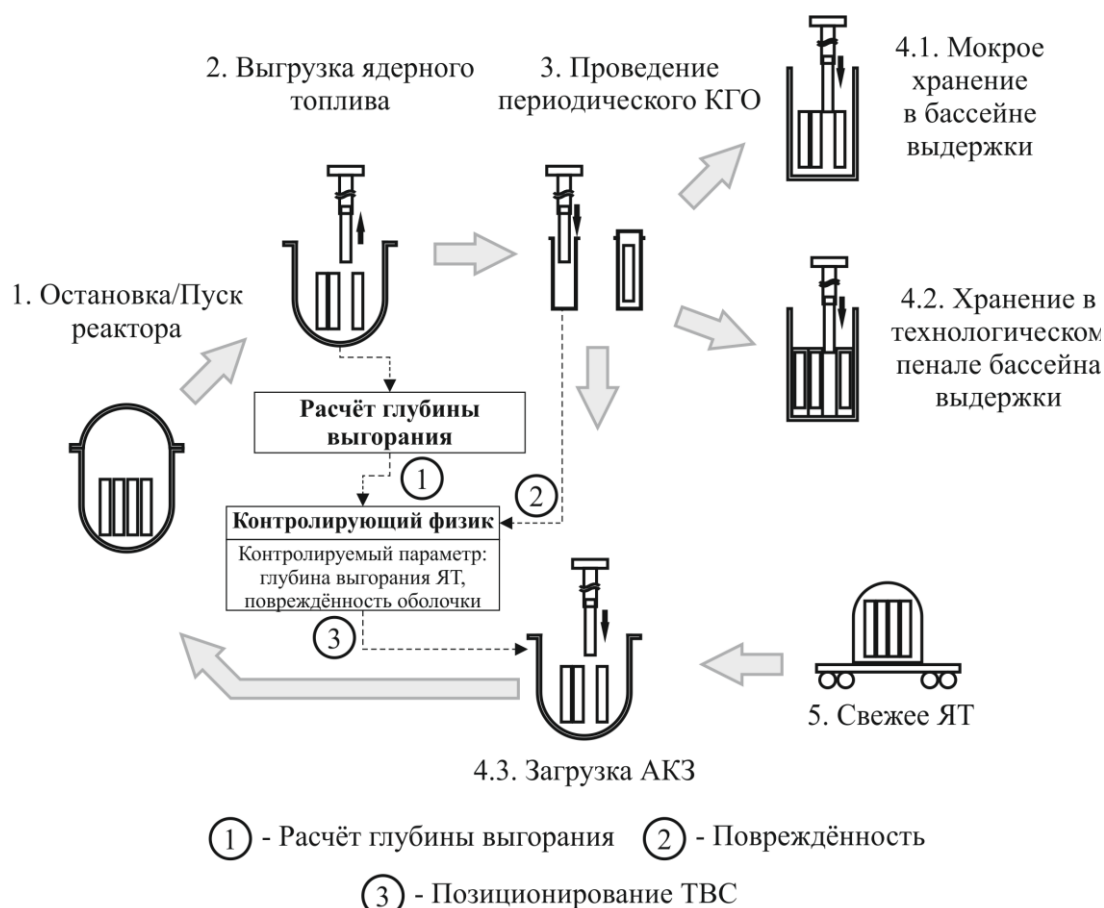 2. Выгрузка ядерного
топлива
3. Проведение
периодического КГО
4.1. Мокрое
хранение
в бассейне
выдержки
1. Остановка/Пуск
реактора
4.2. Хранение в
технологическом
пенале бассейна
выдержки
Расчёт глубины
выгорания
1
2
Контролирующий физик
Контролируемый параметр:
глубина выгорания ЯТ,
повреждённость оболочки
3
5. Свежее ЯТ
4.3. Загрузка АКЗ
1 - Расчёт глубины выгорания 2 - Повреждённость
3 - Позиционирование ТВС